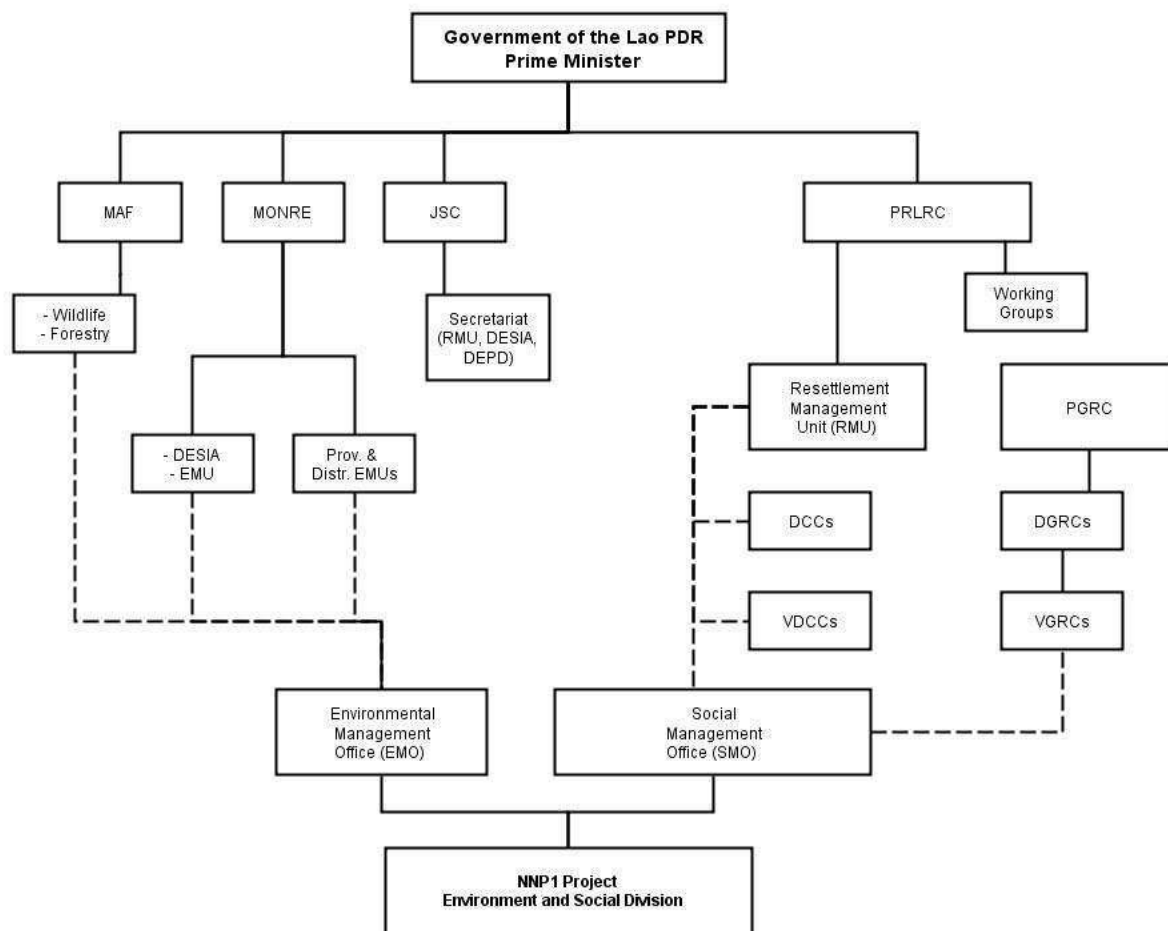 Government of the Lao PDR
Prime Minister
MAF
MONRE
JSC
PRLRC
- Wildlife
- Forestry
Secretariat
(RMU, DESIA,
DEPD)
Working
Groups
Resettlement
Management
Unit (RMU)
PGRC
- DESIA
- EMU
Prov. &
Distr. EMUs
DCCs
DGRCs
VDCCs
VGRCs
Environmental
Management
Office (EMO)
Social
Management
Office (SMO)
NNP1 Project
Environment and Social Division